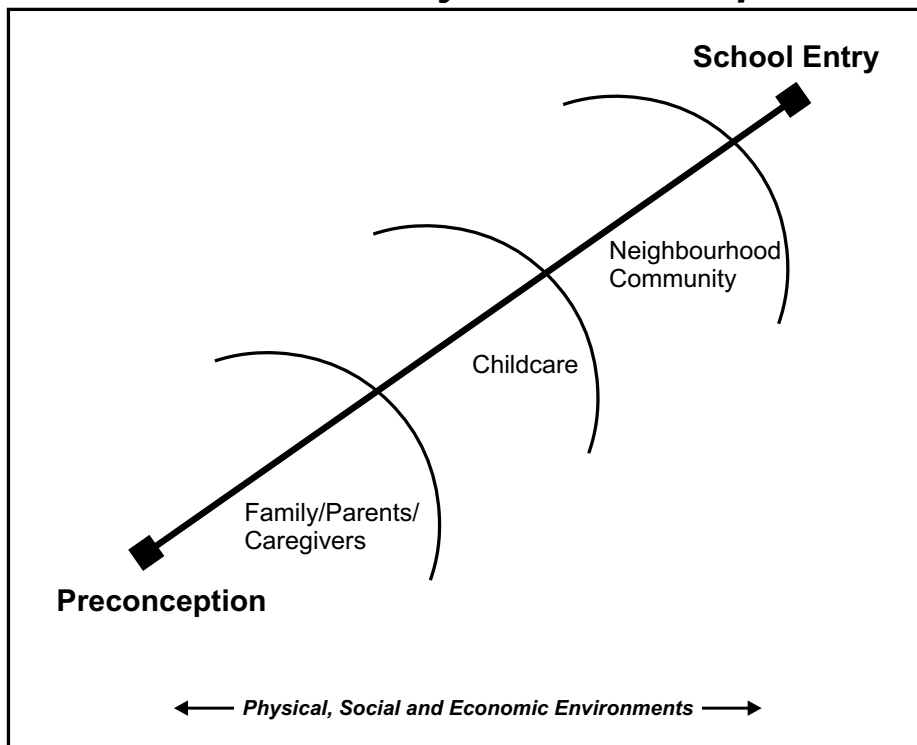 School Entry
Neighbourhood
Community
Childcare
Family/Parents/
Caregivers
Preconception
Physical, Social and Economic Environments